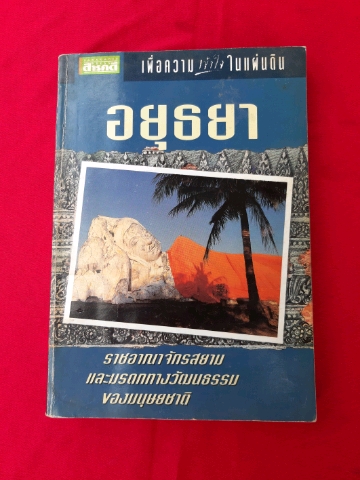 สารคดี
เพื่อความเข้าใจในแผ่นดิน
อยุธยา
ราชอาณาจักรสยาม
และมรดกทางวัฒนธรรม
ของมนุษยชาติ